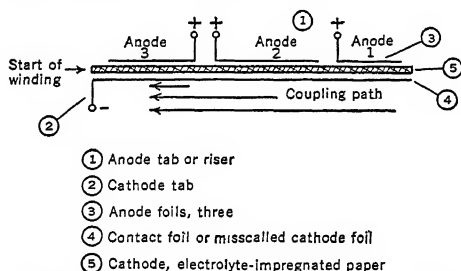 + + ① +
Anode 3 Anode 2 Anode 1 ③
Start of winding ⑤
Coupling path
② − ④
① Anode tab or riser
② Cathode tab
③ Anode foils, three
④ Contact foil or miscalled cathode foil
⑤ Cathode, electrolyte-impregnated paper